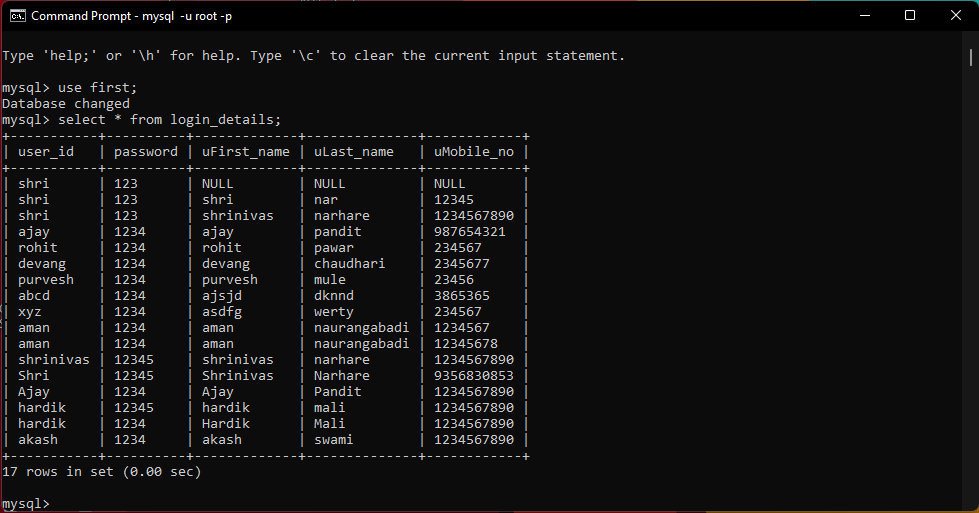 Command Prompt - mysql  -u root -p
Type 'help;' or '\h' for help. Type '\c' to clear the current input statement.
mysql> use first;
Database changed
mysql> select * from login_details;
+-----------+----------+-------------+--------------+------------+
| user_id   | password | uFirst_name | uLast_name   | uMobile_no |
+-----------+----------+-------------+--------------+------------+
| shri      | 123      | NULL        | NULL         | NULL       |
| shri      | 123      | shri        | nar          | 12345      |
| shri      | 123      | shrinivas   | narhare      | 1234567890 |
| ajay      | 1234     | ajay        | pandit       | 987654321  |
| rohit     | 1234     | rohit       | pawar        | 234567     |
| devang    | 1234     | devang      | chaudhari    | 2345677    |
| purvesh   | 1234     | purvesh     | mule         | 23456      |
| abcd      | 1234     | ajsjd       | dknnd        | 3865365    |
| xyz       | 1234     | asdfg       | werty        | 234567     |
| aman      | 1234     | aman        | naurangabadi | 1234567    |
| aman      | 1234     | aman        | naurangabadi | 12345678   |
| shrinivas | 12345    | shrinivas   | narhare      | 1234567890 |
| Shri      | 12345    | Shrinivas   | Narhare      | 9356830853 |
| Ajay      | 1234     | Ajay        | Pandit       | 1234567890 |
| hardik    | 12345    | hardik      | mali         | 1234567890 |
| hardik    | 1234     | Hardik      | Mali         | 1234567890 |
| akash     | 1234     | akash       | swami        | 1234567890 |
+-----------+----------+-------------+--------------+------------+
17 rows in set (0.00 sec)
mysql>